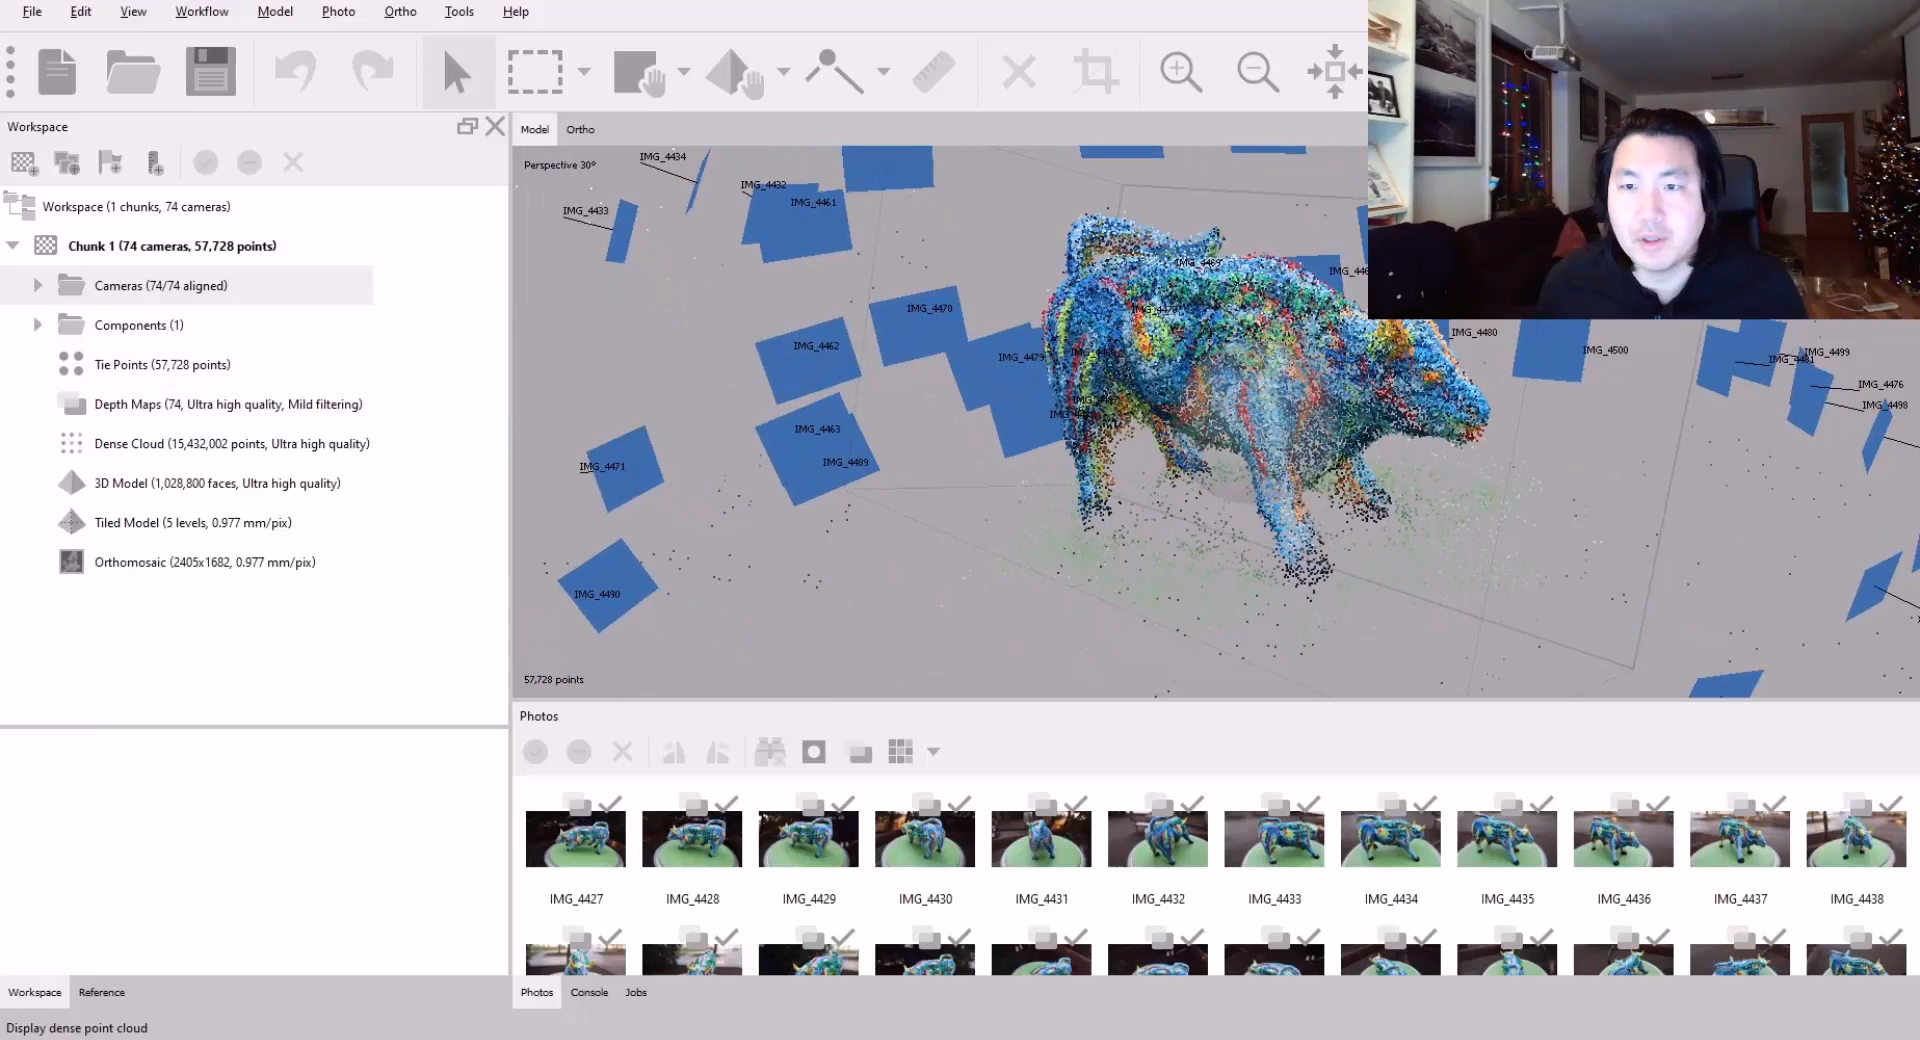 File Edit View Workflow Model Photo Ortho Tools Help
Workspace
Model Ortho
Perspective 30°
IMG_4434
IMG_4432
IMG_4433
IMG_4461
IMG_4469
IMG_4470
IMG_4480
IMG_4462
IMG_4479
IMG_4500
IMG_4499
IMG_4481
IMG_4476
IMG_4498
IMG_4463
IMG_4489
IMG_4471
IMG_4490
57,728 points
Workspace (1 chunks, 74 cameras)
Chunk 1 (74 cameras, 57,728 points)
Cameras (74/74 aligned)
Components (1)
Tie Points (57,728 points)
Depth Maps (74, Ultra high quality, Mild filtering)
Dense Cloud (15,432,002 points, Ultra high quality)
3D Model (1,028,800 faces, Ultra high quality)
Tiled Model (5 levels, 0.977 mm/pix)
Orthomosaic (2405x1682, 0.977 mm/pix)
Photos
IMG_4427 IMG_4428 IMG_4429 IMG_4430 IMG_4431 IMG_4432 IMG_4433 IMG_4434 IMG_4435 IMG_4436 IMG_4437 IMG_4438
Workspace Reference
Photos Console Jobs
Display dense point cloud